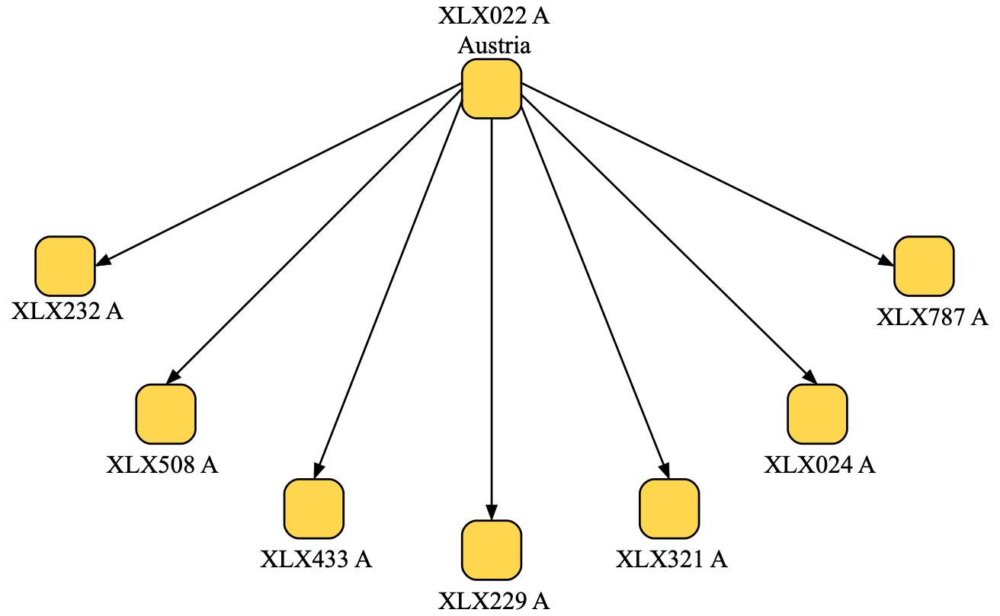 XLX022 A
Austria
XLX232 A
XLX787 A
XLX508 A
XLX024 A
XLX433 A
XLX321 A
XLX229 A